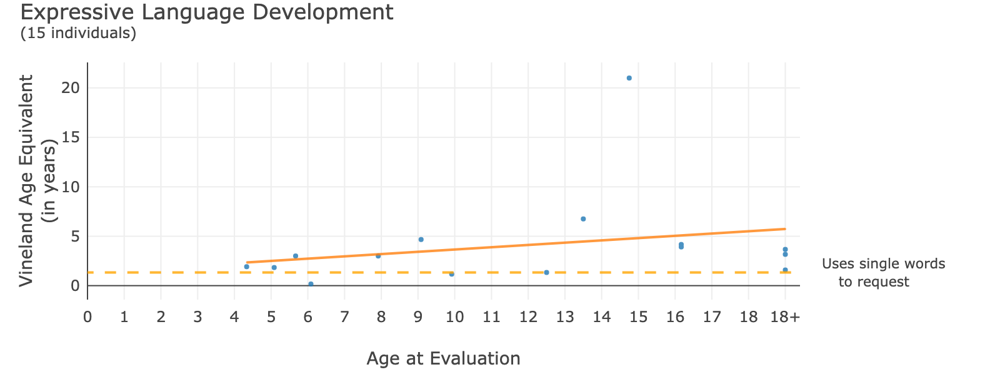 Expressive Language Development
(15 individuals)
Vineland Age Equivalent
(in years)
20
15
10
5
0
0 1 2 3 4 5 6 7 8 9 10 11 12 13 14 15 16 17 18 18+
Age at Evaluation
Uses single words
to request